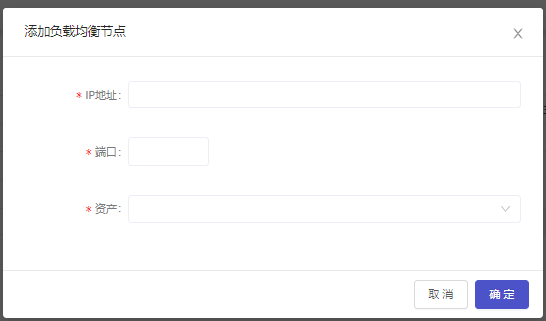 添加负载均衡节点
* IP地址:
* 端口:
* 资产:
取 消 确 定